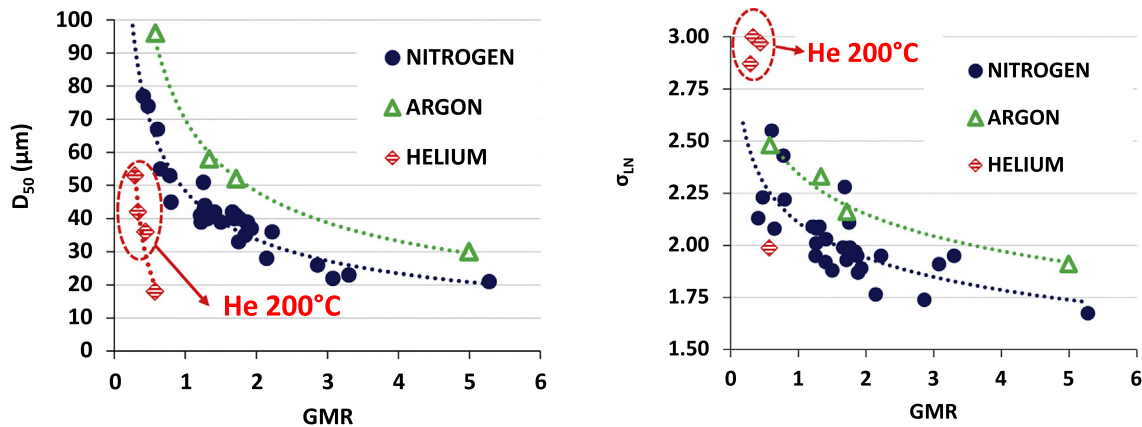 100
90
80
70
60
50
40
30
20
10
0
D50 (μm)
0 1 2 3 4 5 6
GMR
NITROGEN
ARGON
HELIUM
He 200°C
3.00
2.75
2.50
2.25
2.00
1.75
1.50
σLN
0 1 2 3 4 5 6
GMR
He 200°C
NITROGEN
ARGON
HELIUM